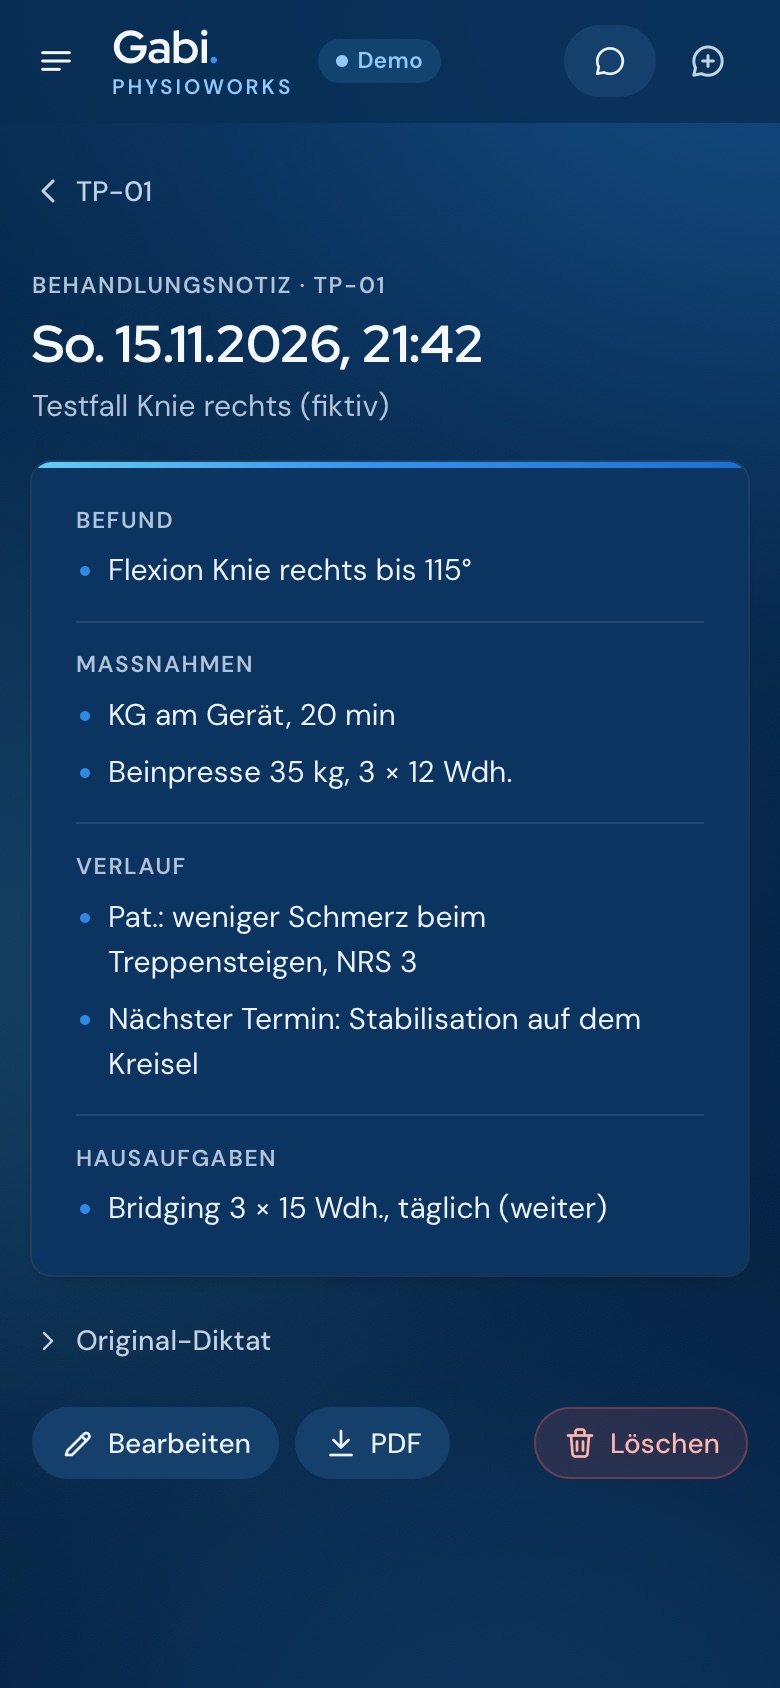 Gabi.
PHYSIOWORKS
Demo
TP-01
BEHANDLUNGSNOTIZ · TP-01
So. 15.11.2026, 21:42
Testfall Knie rechts (fiktiv)
BEFUND
Flexion Knie rechts bis 115°
MASSNAHMEN
KG am Gerät, 20 min
Beinpresse 35 kg, 3 × 12 Wdh.
VERLAUF
Pat.: weniger Schmerz beim
Treppensteigen, NRS 3
Nächster Termin: Stabilisation auf dem
Kreisel
HAUSAUFGABEN
Bridging 3 × 15 Wdh., täglich (weiter)
Original-Diktat
Bearbeiten
PDF
Löschen